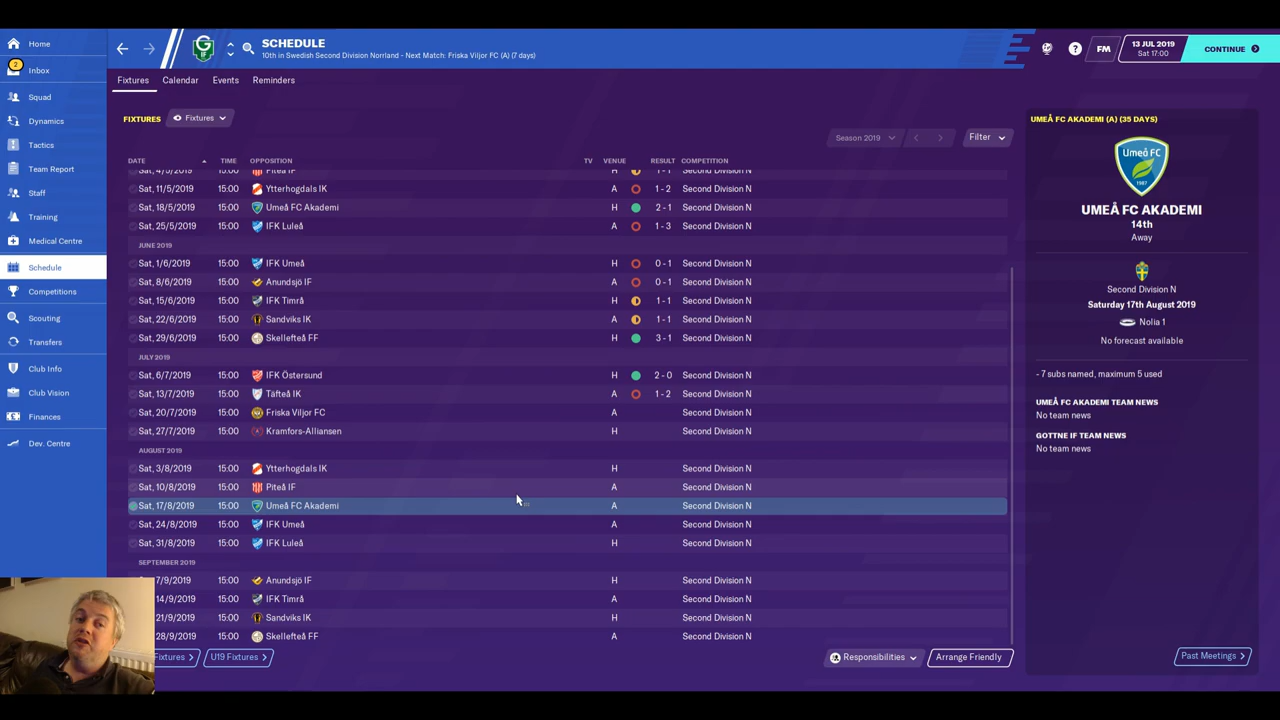 Home
Inbox
2
Squad
Dynamics
Tactics
Team Report
Staff
Training
Medical Centre
Schedule
Competitions
Scouting
Transfers
Club Info
Club Vision
Finances
Dev. Centre
SCHEDULE
10th in Swedish Second Division Norrland - Next Match: Friska Viljor FC (A) (7 days)
FM
13 JUL 2019
Sat 17:00
CONTINUE
Fixtures Calendar Events Reminders
FIXTURES Fixtures
Season 2019 Filter
DATE TIME OPPOSITION TV VENUE RESULT COMPETITION
Sat, 4/5/2019 15:00 Piteå IF H 1 - 1 Second Division N
Sat, 11/5/2019 15:00 Ytterhogdals IK A 1 - 2 Second Division N
Sat, 18/5/2019 15:00 Umeå FC Akademi H 2 - 1 Second Division N
Sat, 25/5/2019 15:00 IFK Luleå A 1 - 3 Second Division N
JUNE 2019
Sat, 1/6/2019 15:00 IFK Umeå H 0 - 1 Second Division N
Sat, 8/6/2019 15:00 Anundsjö IF A 0 - 1 Second Division N
Sat, 15/6/2019 15:00 IFK Timrå H 1 - 1 Second Division N
Sat, 22/6/2019 15:00 Sandviks IK A 1 - 1 Second Division N
Sat, 29/6/2019 15:00 Skellefteå FF H 3 - 1 Second Division N
JULY 2019
Sat, 6/7/2019 15:00 IFK Östersund H 2 - 0 Second Division N
Sat, 13/7/2019 15:00 Täfteå IK A 1 - 2 Second Division N
Sat, 20/7/2019 15:00 Friska Viljor FC A Second Division N
Sat, 27/7/2019 15:00 Kramfors-Alliansen H Second Division N
AUGUST 2019
Sat, 3/8/2019 15:00 Ytterhogdals IK H Second Division N
Sat, 10/8/2019 15:00 Piteå IF A Second Division N
Sat, 17/8/2019 15:00 Umeå FC Akademi A Second Division N
Sat, 24/8/2019 15:00 IFK Umeå A Second Division N
Sat, 31/8/2019 15:00 IFK Luleå H Second Division N
SEPTEMBER 2019
7/9/2019 15:00 Anundsjö IF H Second Division N
14/9/2019 15:00 IFK Timrå A Second Division N
21/9/2019 15:00 Sandviks IK H Second Division N
28/9/2019 15:00 Skellefteå FF A Second Division N
Fixtures U19 Fixtures Responsibilities Arrange Friendly
UMEÅ FC AKADEMI (A) (35 DAYS)
Umeå FC
1987
UMEÅ FC AKADEMI
14th
Away
Second Division N
Saturday 17th August 2019
Nolia 1
No forecast available
- 7 subs named, maximum 5 used
UMEÅ FC AKADEMI TEAM NEWS
No team news
GOTTNE IF TEAM NEWS
No team news
Past Meetings